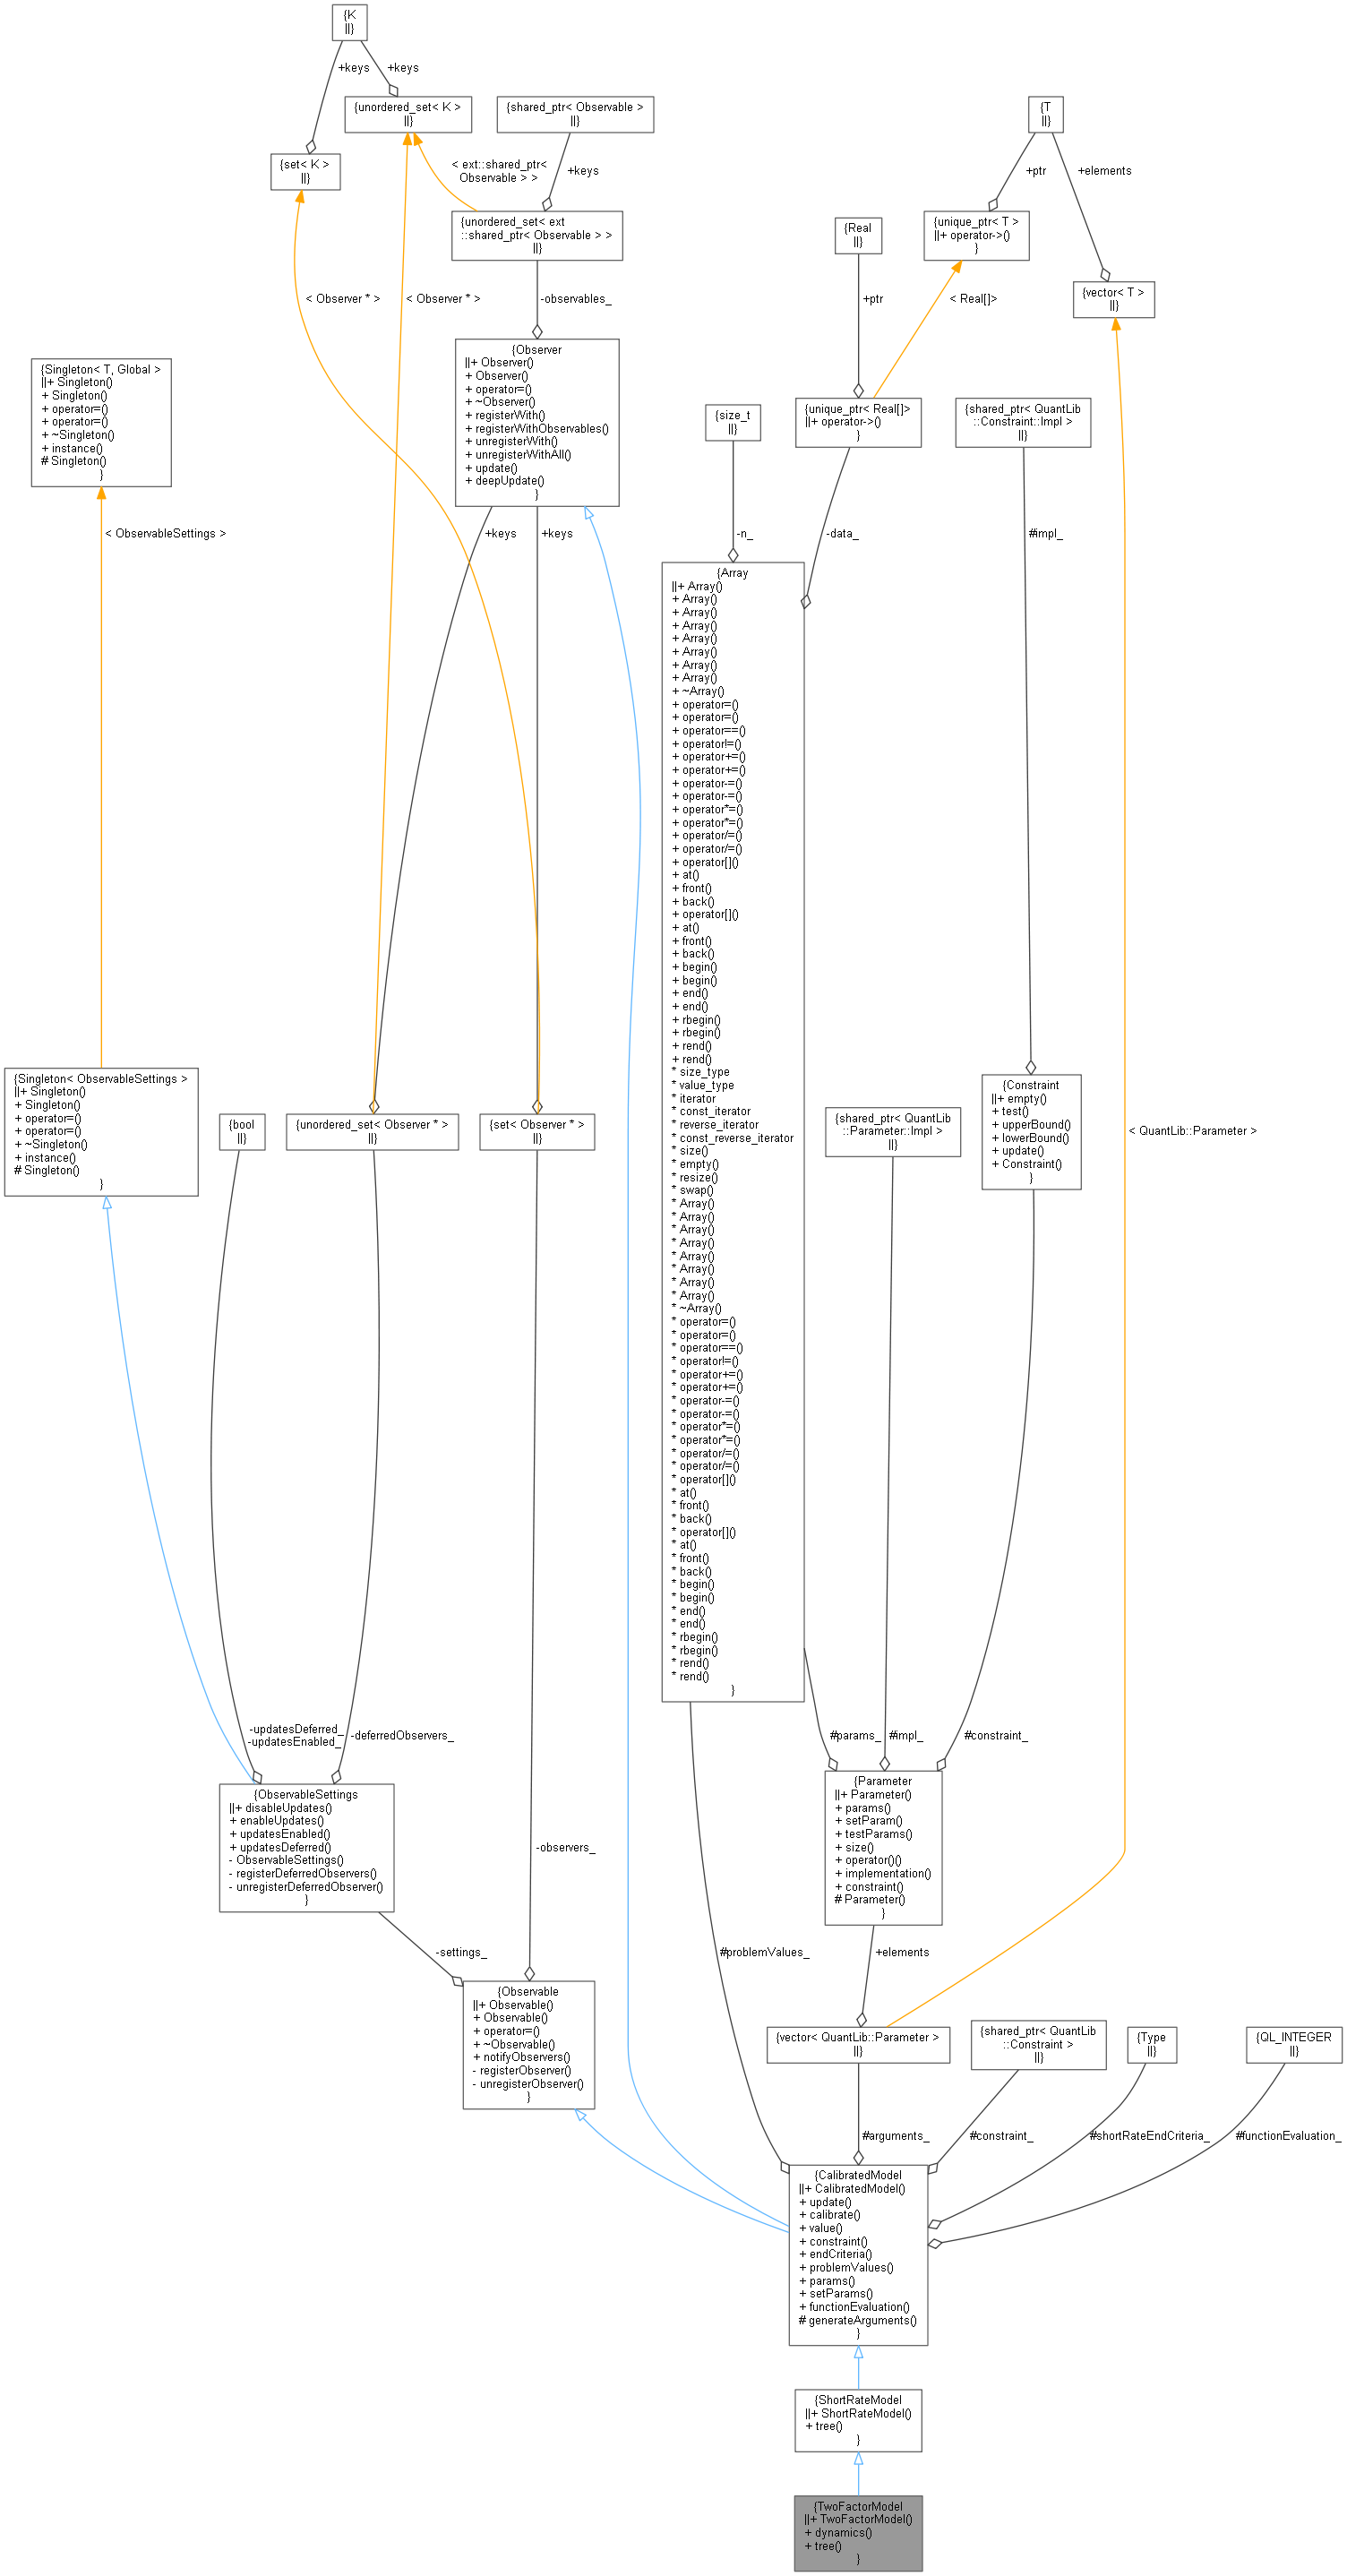 {K
||}
+keys
+keys
{unordered_set< K >
||}
{shared_ptr< Observable >
||}
{T
||}
{set< K >
||}
< ext::shared_ptr<
Observable > >
+keys
+ptr
+elements
{unordered_set< ext
::shared_ptr< Observable > >
||}
{Real
||}
{unique_ptr< T >
||+ operator->()
}
{vector< T >
||}
< Observer * >
< Observer * >
-observables_
+ptr
< Real[]>
{Singleton< T, Global >
||+ Singleton()
+ Singleton()
+ operator=()
+ operator=()
+ ~Singleton()
+ instance()
# Singleton()
}
{Observer
||+ Observer()
+ Observer()
+ operator=()
+ ~Observer()
+ registerWith()
+ registerWithObservables()
+ unregisterWith()
+ unregisterWithAll()
+ update()
+ deepUpdate()
}
{size_t
||}
{unique_ptr< Real[]>
||+ operator->()
}
{shared_ptr< QuantLib
::Constraint::Impl >
||}
< ObservableSettings >
+keys
+keys
-n_
-data_
#impl_
{Array
||+ Array()
+ Array()
+ Array()
+ Array()
+ Array()
+ Array()
+ Array()
+ Array()
+ ~Array()
+ operator=()
+ operator=()
+ operator==()
+ operator!=()
+ operator+=()
+ operator+=()
+ operator-=()
+ operator-=()
+ operator*=()
+ operator*=()
+ operator/=()
+ operator/=()
+ operator[]()
+ at()
+ front()
+ back()
+ operator[]()
+ at()
+ front()
+ back()
+ begin()
+ begin()
+ end()
+ end()
+ rbegin()
+ rbegin()
+ rend()
+ rend()
* size_type
* value_type
* iterator
* const_iterator
* reverse_iterator
* const_reverse_iterator
* size()
* empty()
* resize()
* swap()
* Array()
* Array()
* Array()
* Array()
* Array()
* Array()
* Array()
* Array()
* ~Array()
* operator=()
* operator=()
* operator==()
* operator!=()
* operator+=()
* operator+=()
* operator-=()
* operator-=()
* operator*=()
* operator*=()
* operator/=()
* operator/=()
* operator[]()
* at()
* front()
* back()
* operator[]()
* at()
* front()
* back()
* begin()
* begin()
* end()
* end()
* rbegin()
* rbegin()
* rend()
* rend()
}
{Singleton< ObservableSettings >
||+ Singleton()
+ Singleton()
+ operator=()
+ operator=()
+ ~Singleton()
+ instance()
# Singleton()
}
{bool
||}
{unordered_set< Observer * >
||}
{set< Observer * >
||}
{shared_ptr< QuantLib
::Parameter::Impl >
||}
{Constraint
||+ empty()
+ test()
+ upperBound()
+ lowerBound()
+ update()
+ Constraint()
}
< QuantLib::Parameter >
-updatesDeferred_
-updatesEnabled_
-deferredObservers_
#params_
#impl_
#constraint_
{ObservableSettings
||+ disableUpdates()
+ enableUpdates()
+ updatesEnabled()
+ updatesDeferred()
- ObservableSettings()
- registerDeferredObservers()
- unregisterDeferredObserver()
}
-observers_
{Parameter
||+ Parameter()
+ params()
+ setParam()
+ testParams()
+ size()
+ operator()()
+ implementation()
+ constraint()
# Parameter()
}
-settings_
#problemValues_
+elements
{Observable
||+ Observable()
+ Observable()
+ operator=()
+ ~Observable()
+ notifyObservers()
- registerObserver()
- unregisterObserver()
}
{vector< QuantLib::Parameter >
||}
{shared_ptr< QuantLib
::Constraint >
||}
{Type
||}
{QL_INTEGER
||}
#arguments_
#constraint_
#shortRateEndCriteria_
#functionEvaluation_
{CalibratedModel
||+ CalibratedModel()
+ update()
+ calibrate()
+ value()
+ constraint()
+ endCriteria()
+ problemValues()
+ params()
+ setParams()
+ functionEvaluation()
# generateArguments()
}
{ShortRateModel
||+ ShortRateModel()
+ tree()
}
{TwoFactorModel
||+ TwoFactorModel()
+ dynamics()
+ tree()
}